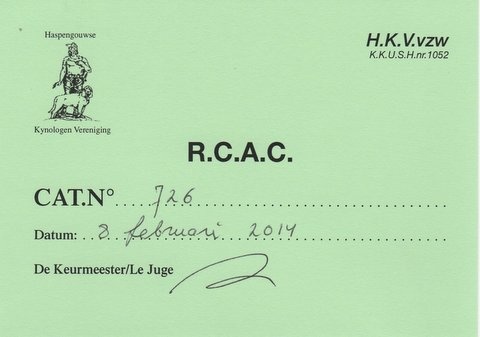 Haspengouwse
Kynologen Vereniging
H.K.V.vzw
K.K.U.S.H.nr.1052
R.C.A.C.
CAT.N° 726
Datum: 8 februari 2014
De Keurmeester/Le Juge